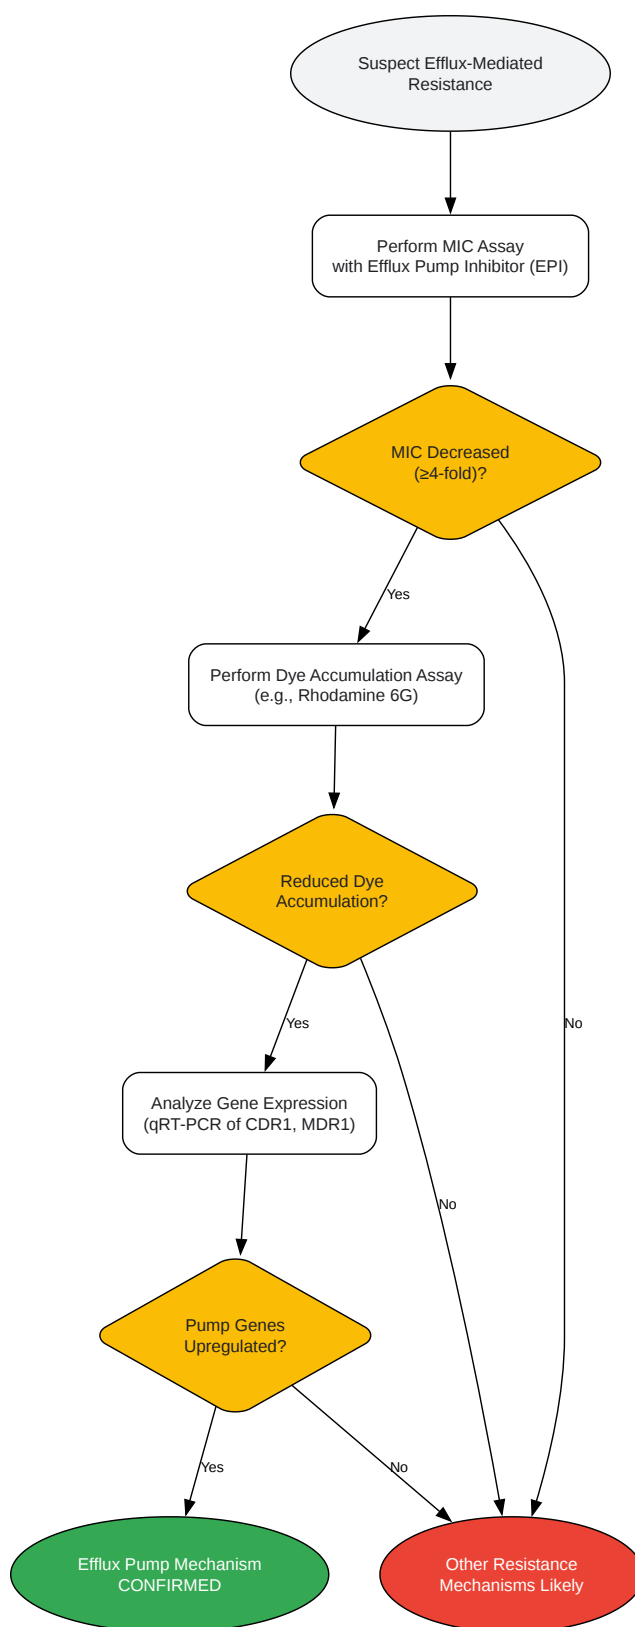 Suspect Efflux-Mediated
Resistance
Perform MIC Assay
with Efflux Pump Inhibitor (EPI)
MIC Decreased
(≥4-fold)?
Yes
Perform Dye Accumulation Assay
(e.g., Rhodamine 6G)
Reduced Dye
Accumulation?
Yes
No
Analyze Gene Expression
(qRT-PCR of CDR1, MDR1)
No
Pump Genes
Upregulated?
Yes
No
Efflux Pump Mechanism
CONFIRMED
Other Resistance
Mechanisms Likely